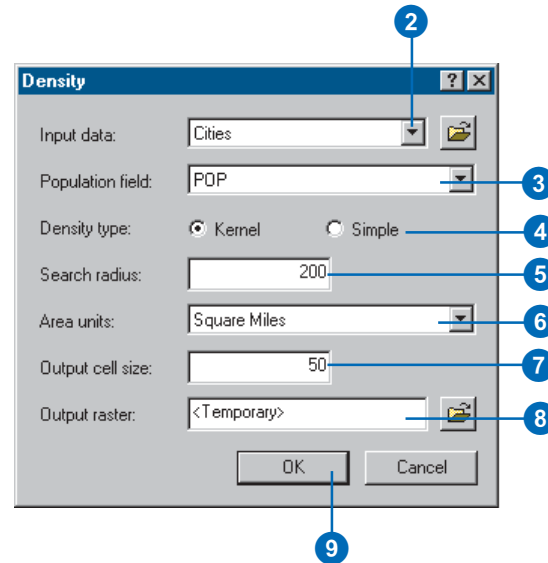 2
Density
Input data: Cities
Population field: POP 3
Density type: Kernel Simple 4
Search radius: 200 5
Area units: Square Miles 6
Output cell size: 50 7
Output raster: <Temporary> 8
OK Cancel
9